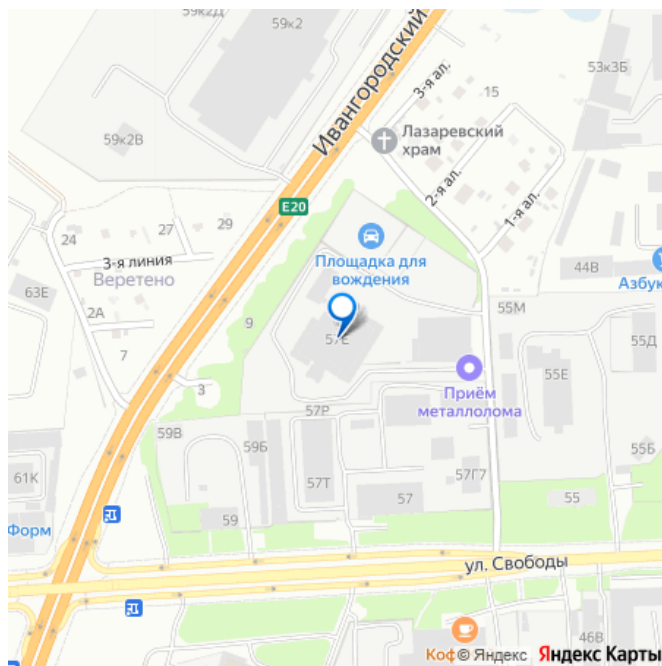 59к2Д
59к2
Ивангородский
53к3Б
3-я ал.
15
59к2В
Лазаревский
храм
2-я ал.
1-я ал.
E20
29
27
24
3-я линия
Веретено
Площадка для
вождения
44В
Азбук
63Е
2А
9
57Е
55М
55Д
7
3
55Е
Приём
металлолома
57Р
59В
59Б
55Б
61К
57Т
57Г7
57
55
59
Форм
ул. Свободы
46В
Коф
© Яндекс
Яндекс Карты